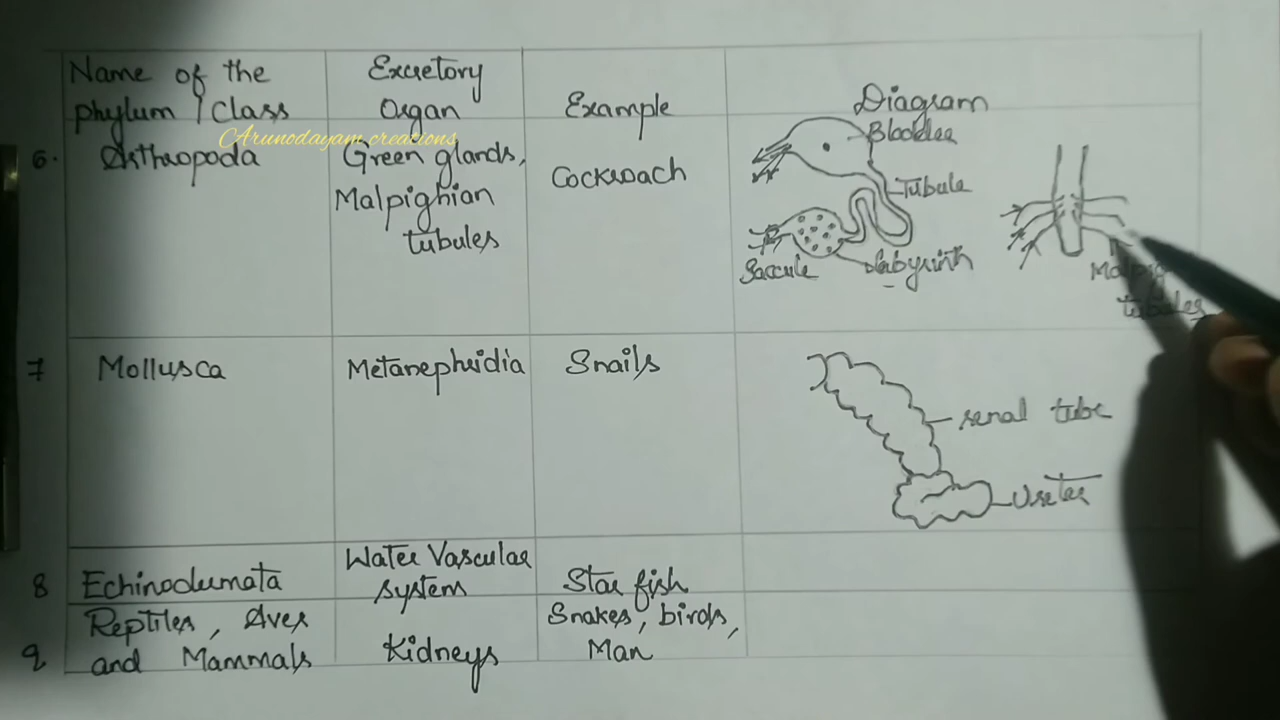 Name of the phylum / Class
Excretory Organ
Example
Diagram
Arunodayam creations
6. Arthropoda
Green glands,
Malpighian
tubules
Cockroach
Bladder
Tubule
Saccule
Labyrinth
tubules
7 Mollusca
Metanephridia
Snails
renal tube
Ureter
8 Echinodermata
Water Vascular
system
Star fish
9 Reptiles, Aves
and Mammals
Kidneys
Snakes, birds,
Man